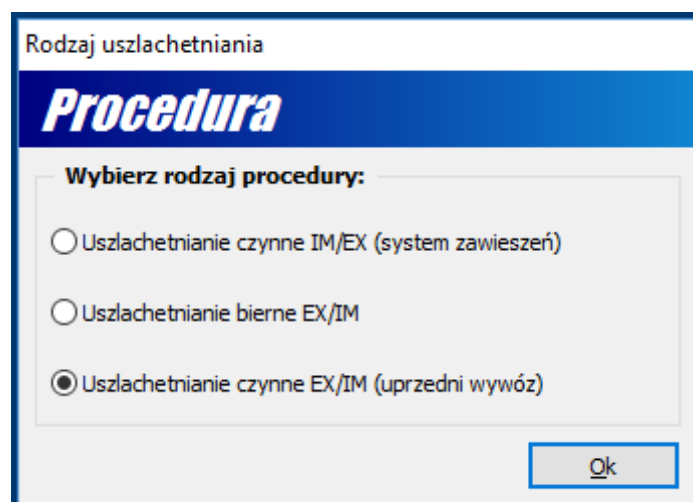 Rodzaj uszlachetniania
Procedura
Wybierz rodzaj procedury:
Uszlachetnianie czynne IM/EX (system zawieszeń)
Uszlachetnianie bierne EX/IM
Uszlachetnianie czynne EX/IM (uprzedni wywóz)
Ok